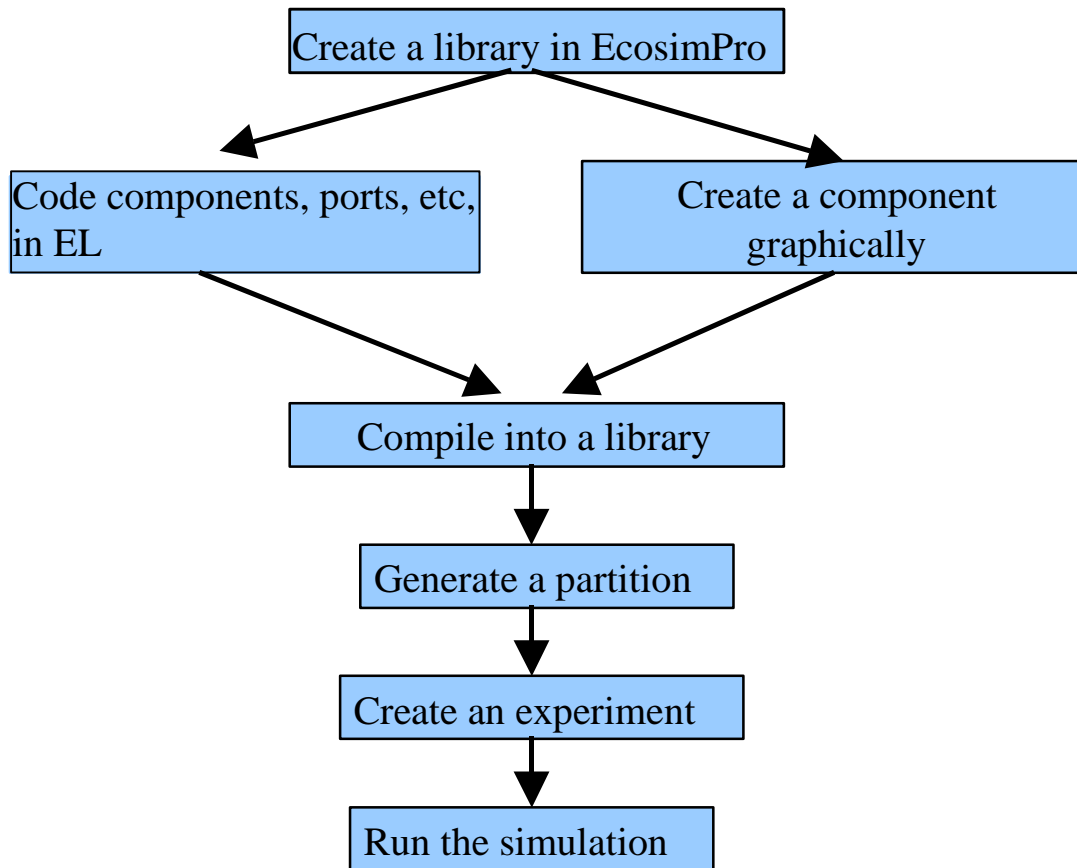 Create a library in EcosimPro
Code components, ports, etc,
in EL
Create a component
graphically
Compile into a library
Generate a partition
Create an experiment
Run the simulation